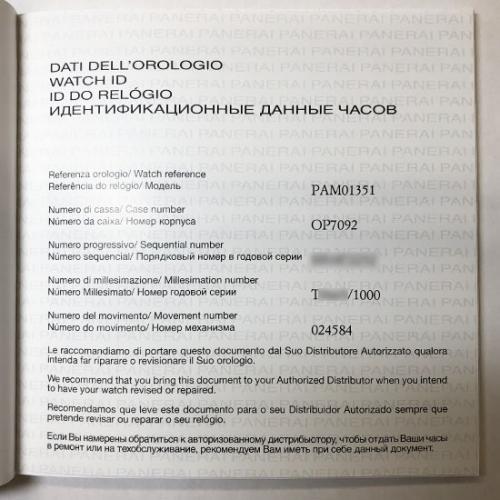 DATI DELL'OROLOGIO
WATCH ID
ID DO RELÓGIO
ИДЕНТИФИКАЦИОННЫЕ ДАННЫЕ ЧАСОВ
Referenza orologio/ Watch reference
Referência do relógio/ Модель PAM01351
Numero di cassa/ Case number
Número da caixa/ Номер корпуса OP7092
Numero progressivo/ Sequential number
Número sequencial/ Порядковый номер в годовой серии
Numero di millesimazione/ Millesimation number
Número Millesimato/ Номер годовой серии T /1000
Numero del movimento/ Movement number
Número do movimento/ Номер механизма 024584
Le raccomandiamo di portare questo documento dal Suo Distributore Autorizzato qualora
intenda far riparare o revisionare il Suo orologio.
We recommend that you bring this document to your Authorized Distributor when you intend
to have your watch revised or repaired.
Recomendamos que leve este documento para o seu Distribuidor Autorizado sempre que
pretenda revisar ou reparar o seu relógio.
Если Вы намерены обратиться к авторизованному дистрибьютору, чтобы отдать Ваши часы
в ремонт или на техобслуживание, рекомендуем Вам иметь при себе данный документ.